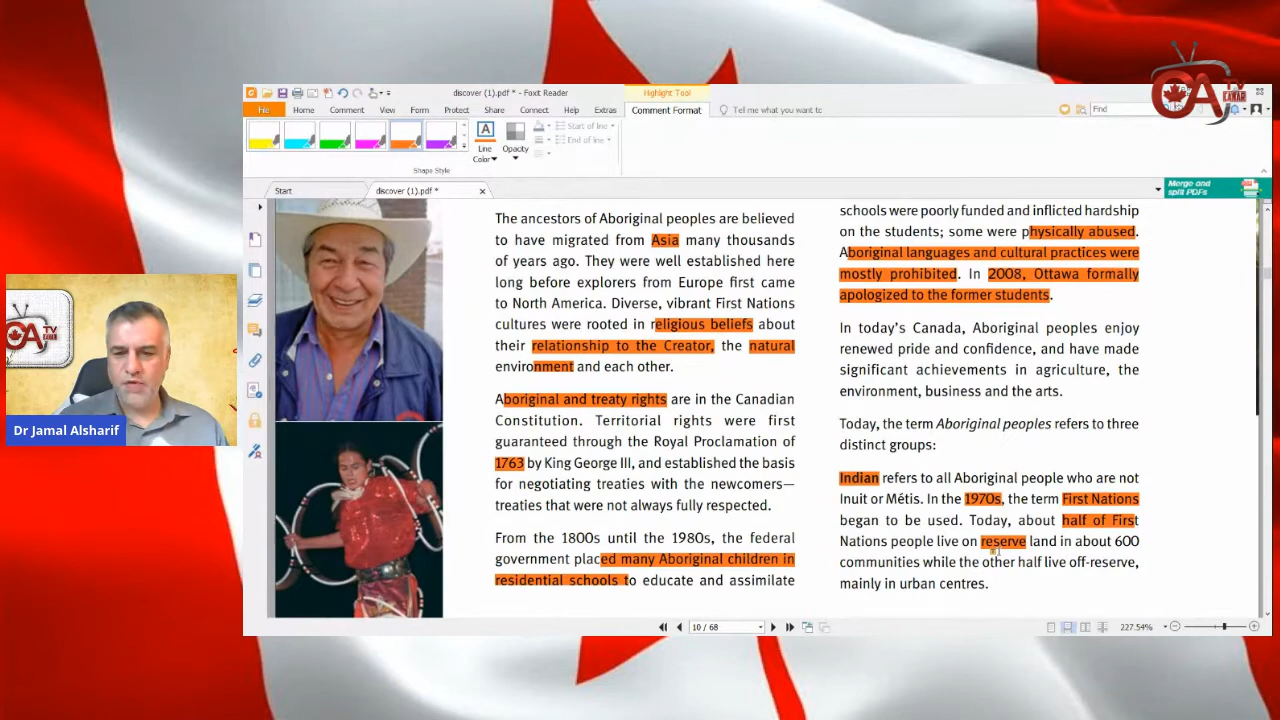 CA TV
KANAR
discover (1).pdf * - Foxit Reader
Highlight Tool
File
Home
Comment
View
Form
Protect
Share
Connect
Help
Extras
Comment Format
Tell me what you want to
Find
Line
Color
Opacity
Start of line
End of line
Shape Style
Start
discover (1).pdf *
Merge and
split PDFs
The ancestors of Aboriginal peoples are believed
to have migrated from Asia many thousands
of years ago. They were well established here
long before explorers from Europe first came
to North America. Diverse, vibrant First Nations
cultures were rooted in religious beliefs about
their relationship to the Creator, the natural
environment and each other.
Aboriginal and treaty rights are in the Canadian
Constitution. Territorial rights were first
guaranteed through the Royal Proclamation of
1763 by King George III, and established the basis
for negotiating treaties with the newcomers—
treaties that were not always fully respected.
From the 1800s until the 1980s, the federal
government placed many Aboriginal children in
residential schools to educate and assimilate
schools were poorly funded and inflicted hardship
on the students; some were physically abused.
Aboriginal languages and cultural practices were
mostly prohibited. In 2008, Ottawa formally
apologized to the former students.
In today's Canada, Aboriginal peoples enjoy
renewed pride and confidence, and have made
significant achievements in agriculture, the
environment, business and the arts.
Today, the term Aboriginal peoples refers to three
distinct groups:
Indian refers to all Aboriginal people who are not
Inuit or Métis. In the 1970s, the term First Nations
began to be used. Today, about half of First
Nations people live on reserve land in about 600
communities while the other half live off-reserve,
mainly in urban centres.
TV
Dr Jamal Alsharif
10 / 68
227.54%